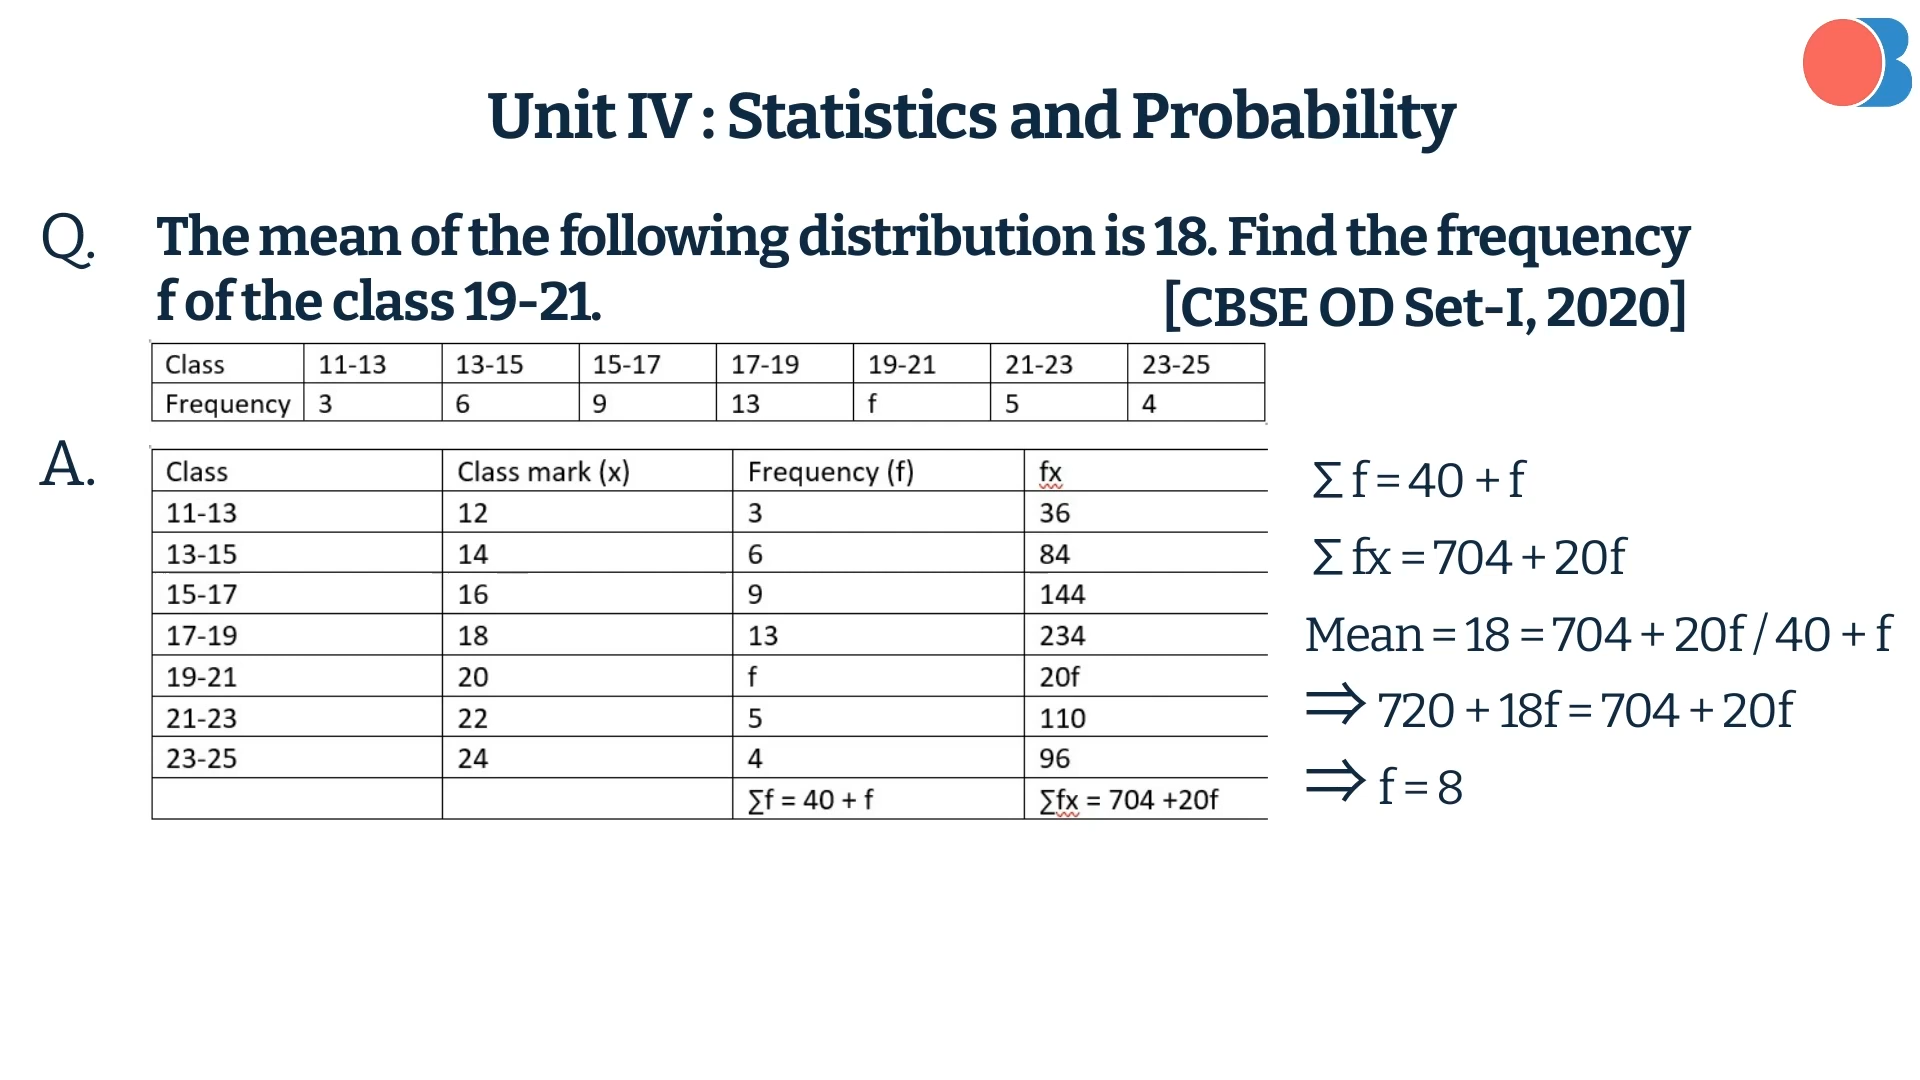 Unit IV : Statistics and Probability
Q. The mean of the following distribution is 18. Find the frequency
f of the class 19-21. [CBSE OD Set-I, 2020]
Class 11-13 13-15 15-17 17-19 19-21 21-23 23-25
Frequency 3 6 9 13 f 5 4
A.
Class Class mark (x) Frequency (f) fx
11-13 12 3 36
13-15 14 6 84
15-17 16 9 144
17-19 18 13 234
19-21 20 f 20f
21-23 22 5 110
23-25 24 4 96
∑f = 40 + f ∑fx = 704 +20f
∑ f = 40 + f
∑ fx = 704 + 20f
Mean = 18 = 704 + 20f / 40 + f
⇒ 720 + 18f = 704 + 20f
⇒ f = 8